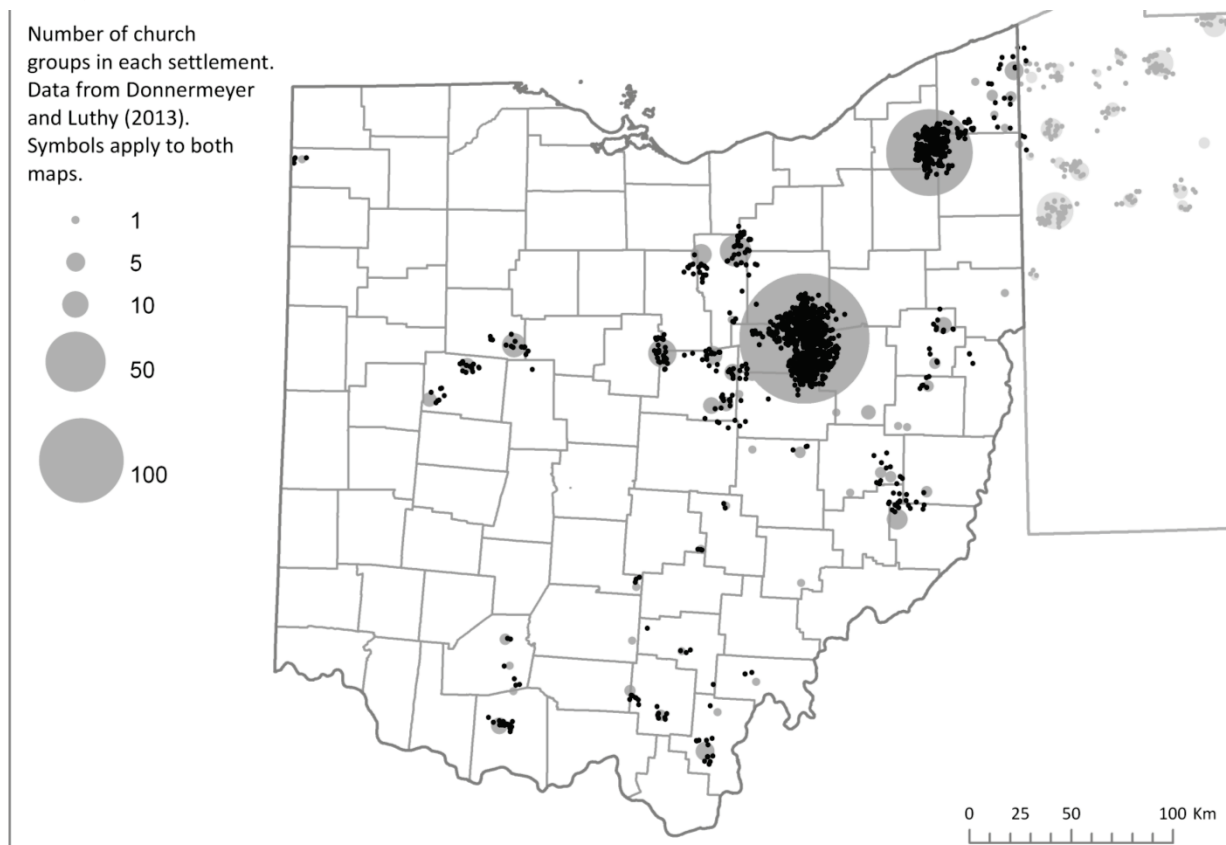 Number of church
groups in each settlement.
Data from Donnermeyer
and Luthy (2013).
Symbols apply to both
maps.
1
5
10
50
100
0 25 50 100 Km